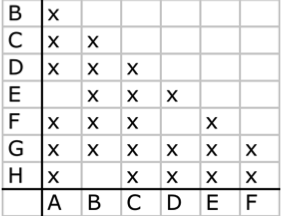 B x
C x x
D x x x
E x x x
F x x x x
G x x x x x x
H x x x x x
A B C D E F